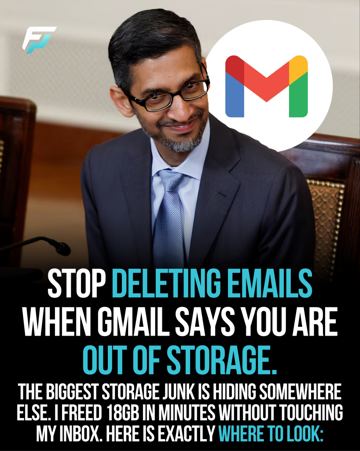 STOP DELETING EMAILS
WHEN GMAIL SAYS YOU ARE
OUT OF STORAGE.
THE BIGGEST STORAGE JUNK IS HIDING SOMEWHERE
ELSE. I FREED 18GB IN MINUTES WITHOUT TOUCHING
MY INBOX. HERE IS EXACTLY WHERE TO LOOK: